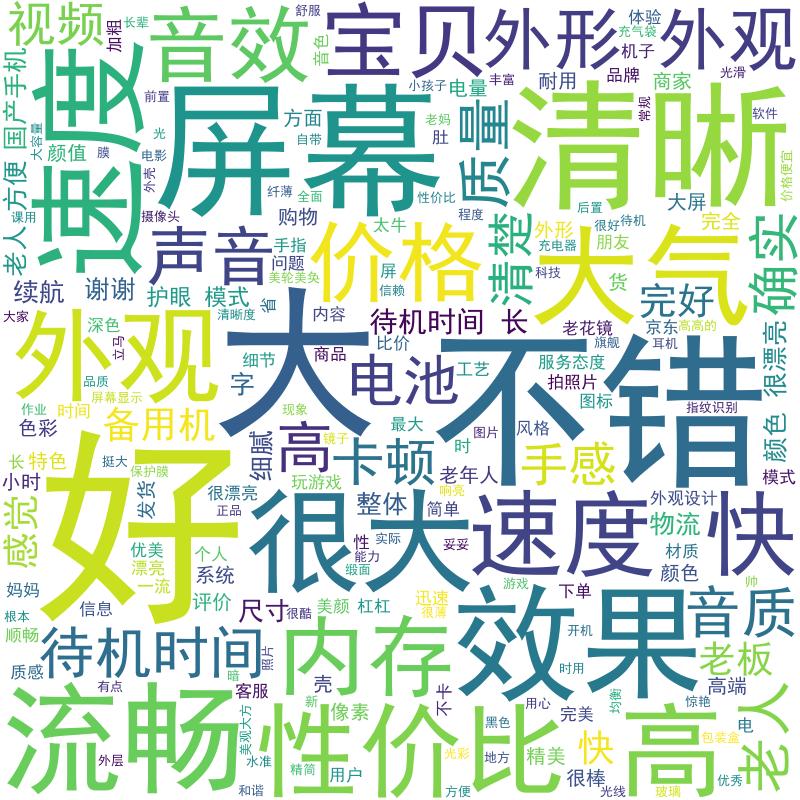 视频
长辈
舒服
加粗
音效
音色
宝贝
外形
体验
充气袋
机子
外观
光滑
国产手机
大容量
速度
前置
自带
方面
小孩子
电量
丰富
品牌
耐用
商家
常规
软件
价格便宜
老人
方便
颜值
膜
光
电影
外壳
屏幕
老妈
肚
质量
清晰
课用
摄像头
纤薄
全面
购物
性价比
程度
后置
大屏
很好
待机
完全
声音
手指
问题
太牛
价格
清楚
外形
充电器
朋友
大气
确实
续航
谢谢
护眼
模式
美轮美奂
省
清晰度
屏
信赖
科技
货
完好
大家
深色
立马
内容
待机时间
长
老花镜
京东
高高的
旗舰
耳机
很漂亮
外观
细节
字
商品
比价
大
电池
工艺
服务态度
拍照片
图标
不错
品质
屏幕显示
作业
时间
色彩
备用机
现象
镜子
细腻
高
最大
卡顿
时
图片
风格
手感
指纹识别
颜色
长
特色
挺大
保护膜
小时
发货
很漂亮
正品
好
玩游戏
响亮
老年人
模式
感觉
很大
整体
简单
速度
外观设计
物流
材质
快
优美
漂亮
一流
个人
系统
性
能力
实际
缎面
妥妥
颜色
游戏
帅
妈妈
根本
信息
顺畅
评价
尺寸
很酷
美颜
杠杠
迅速
很薄
下单
效果
开机
音质
待机时间
质感
有点
暗
照片
内存
时用
老板
客服
壳
不卡
用心
均衡
惊艳
高端
流畅
新
像素
黑色
完美
电
老人
外层
美观大方
水准
和谐
精简
用户
性价比
光彩
地方
方便
精美
快
很棒
高
包装盒
光线
玻璃
优秀